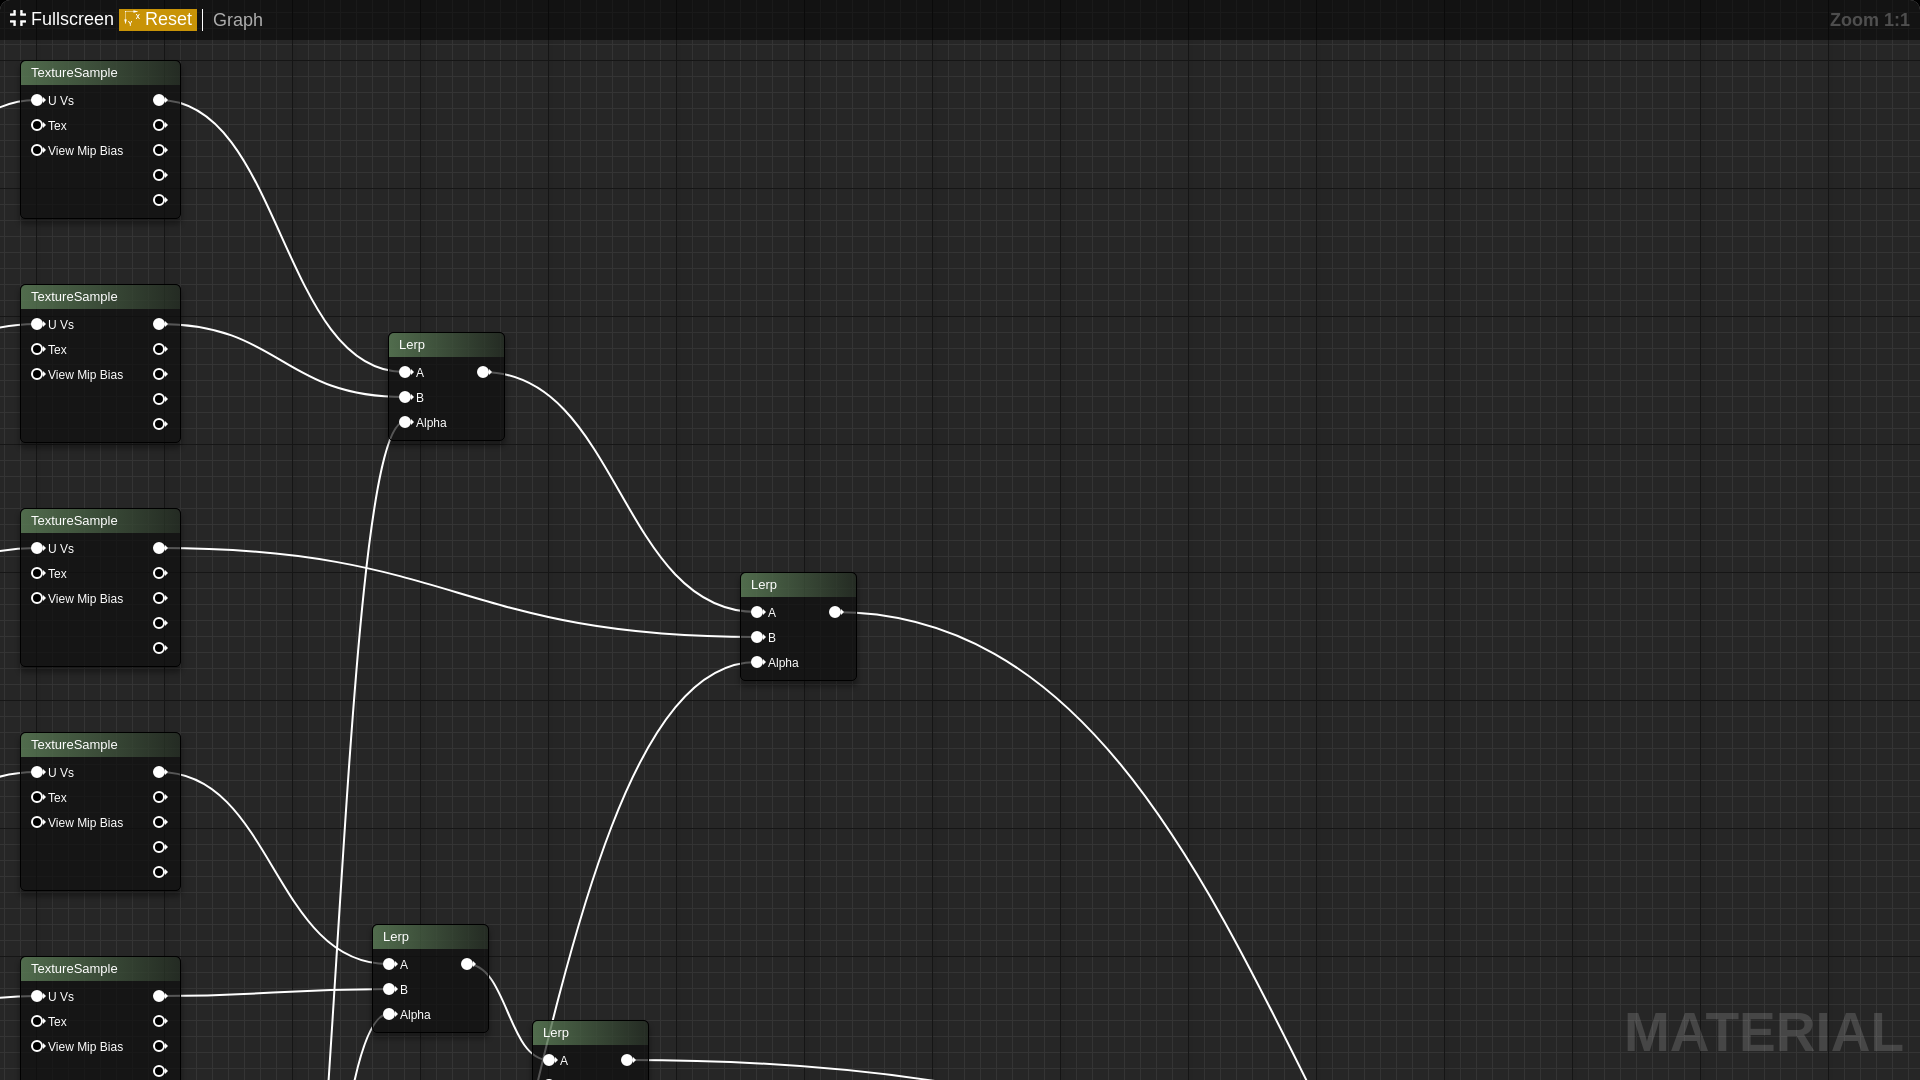 Fullscreen Reset Graph Zoom 1:1
TextureSample
U Vs
Tex
View Mip Bias
TextureSample
U Vs
Tex
View Mip Bias
Lerp
A
B
Alpha
TextureSample
U Vs
Tex
View Mip Bias
Lerp
A
B
Alpha
TextureSample
U Vs
Tex
View Mip Bias
Lerp
A
B
Alpha
TextureSample
U Vs
Tex
View Mip Bias
Lerp
A
MATERIAL